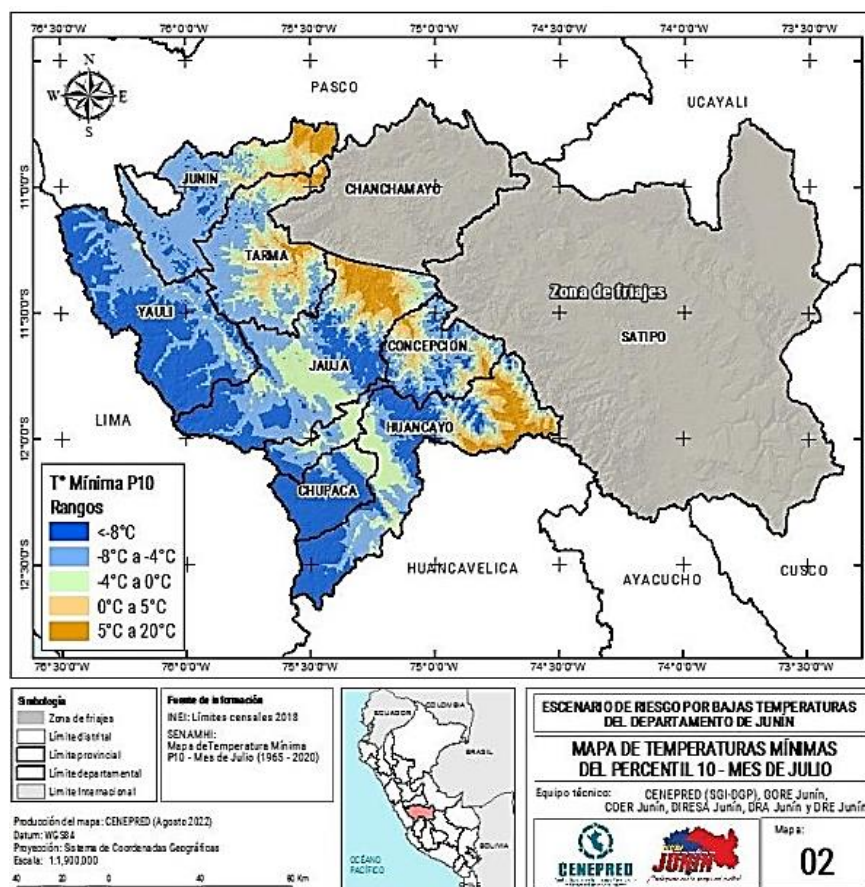 76°30'0"W 76°0'0"W 75°30'0"W 75°0'0"W 74°30'0"W 74°0'0"W 73°30'0"W
N
W E
S
PASCO
UCAYALI
JUNIN
CHANCHAMAYO
11°0'0"S
TARMA
Zona de friajes
YAULI
11°30'0"S
CONCEPCION
SATIPO
JAUJA
LIMA
HUANCAYO
12°0'0"S
T° Mínima P10
Rangos
<-8°C
-8°C a -4°C
-4°C a 0°C
0°C a 5°C
5°C a 20°C
CHUPACA
12°30'0"S
HUANCAVELICA
AYACUCHO
CUSCO
76°30'0"W 76°0'0"W 75°30'0"W 75°0'0"W 74°30'0"W 74°0'0"W 73°30'0"W
Simbología
Zona de friajes
Límite distrital
Límite provincial
Límite departamental
Límite Internacional
Fuente de información
INEI: Límites censales 2018
SENAMHI:
Mapa de Temperatura Mínima
P10 - Mes de Julio (1965 - 2020)
Producción del mapa: CENEPRED (Agosto 2022)
Datum: WGS84
Proyección: Sistema de Coordenadas Geográficas
Escala: 1:1,900,000
40 20 0 40 80 Km
ECUADOR
COLOMBIA
BRASIL
BOLIVIA
OCÉANO
PACÍFICO
CHILE
ESCENARIO DE RIESGO POR BAJAS TEMPERATURAS
DEL DEPARTAMENTO DE JUNÍN
MAPA DE TEMPERATURAS MÍNIMAS
DEL PERCENTIL 10 - MES DE JULIO
Equipo técnico: CENEPRED (SGI-DGP), GORE Junín,
COER Junín, DIRESA Junín, DRA Junín y DRE Junín
CENEPRED
JUNÍN
Mapa:
02